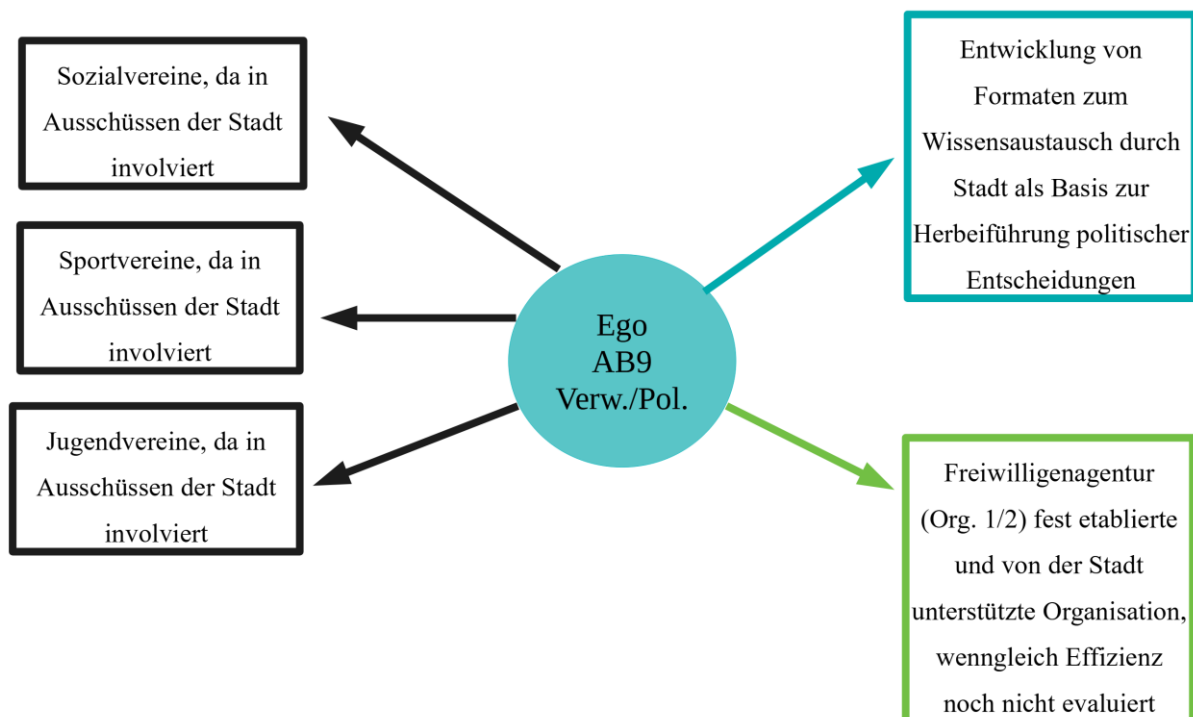 Sozialvereine, da in
Ausschüssen der Stadt
involviert
Sportvereine, da in
Ausschüssen der Stadt
involviert
Jugendvereine, da in
Ausschüssen der Stadt
involviert
Ego
AB9
Verw./Pol.
Entwicklung von
Formaten zum
Wissensaustausch durch
Stadt als Basis zur
Herbeiführung politischer
Entscheidungen
Freiwilligenagentur
(Org. 1/2) fest etablierte
und von der Stadt
unterstützte Organisation,
wenngleich Effizienz
noch nicht evaluiert